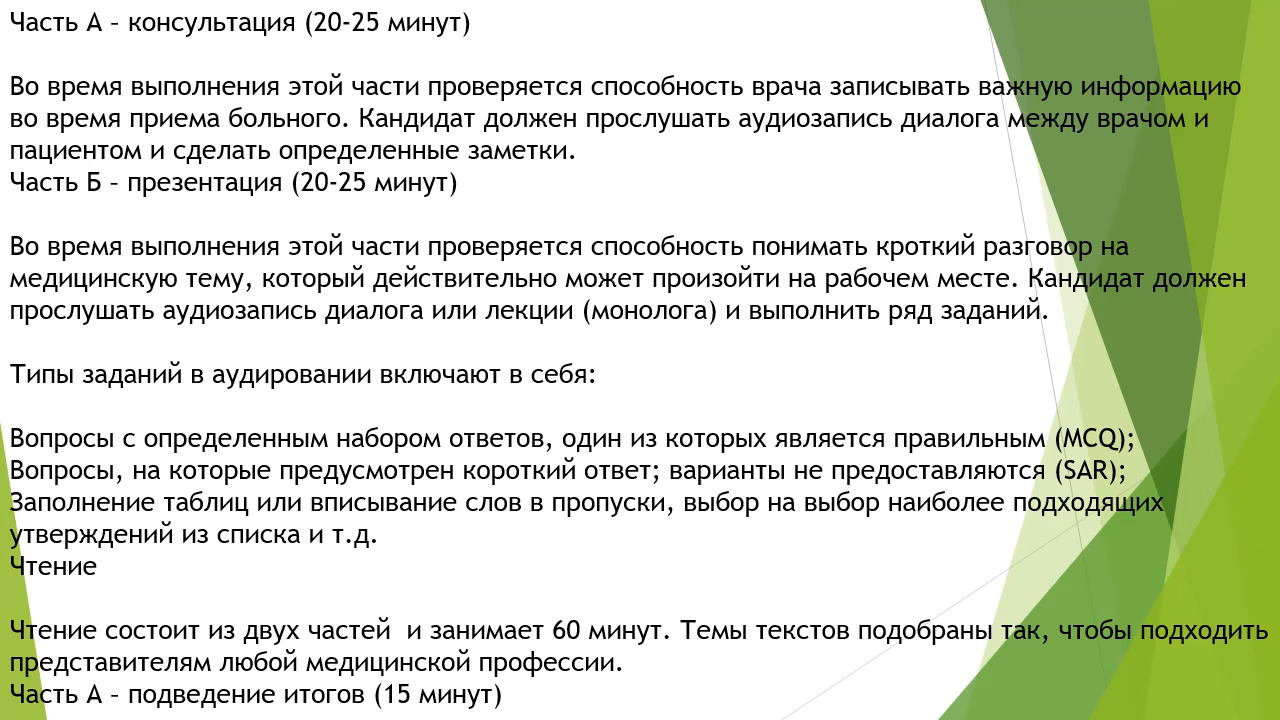 Часть А – консультация (20-25 минут)
Во время выполнения этой части проверяется способность врача записывать важную информацию
во время приема больного. Кандидат должен прослушать аудиозапись диалога между врачом и
пациентом и сделать определенные заметки.
Часть Б – презентация (20-25 минут)
Во время выполнения этой части проверяется способность понимать кроткий разговор на
медицинскую тему, который действительно может произойти на рабочем месте. Кандидат должен
прослушать аудиозапись диалога или лекции (монолога) и выполнить ряд заданий.
Типы заданий в аудировании включают в себя:
Вопросы с определенным набором ответов, один из которых является правильным (MCQ);
Вопросы, на которые предусмотрен короткий ответ; варианты не предоставляются (SAR);
Заполнение таблиц или вписывание слов в пропуски, выбор на выбор наиболее подходящих
утверждений из списка и т.д.
Чтение
Чтение состоит из двух частей  и занимает 60 минут. Темы текстов подобраны так, чтобы подходить
представителям любой медицинской профессии.
Часть А – подведение итогов (15 минут)